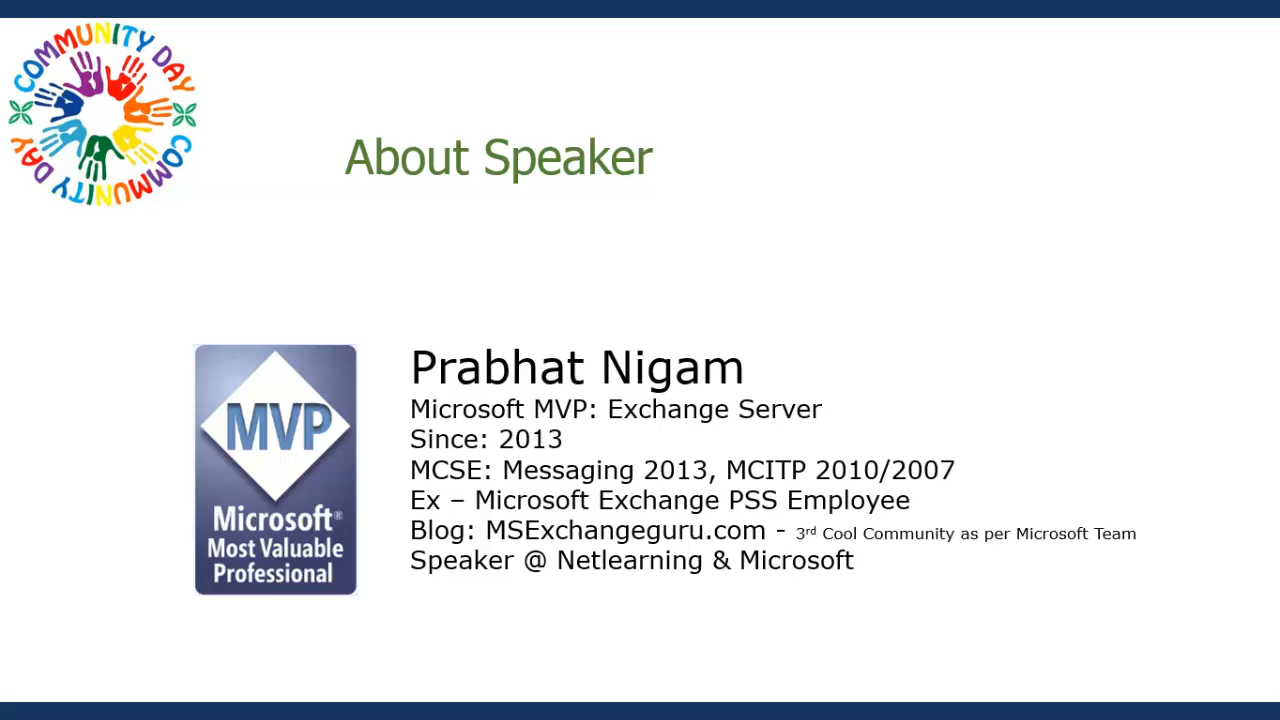 COMMUNITY DAY
COMMUNITY DAY
About Speaker
MVP
Microsoft®
Most Valuable
Professional
Prabhat Nigam
Microsoft MVP: Exchange Server
Since: 2013
MCSE: Messaging 2013, MCITP 2010/2007
Ex – Microsoft Exchange PSS Employee
Blog: MSExchangeguru.com - 3rd Cool Community as per Microsoft Team
Speaker @ Netlearning & Microsoft